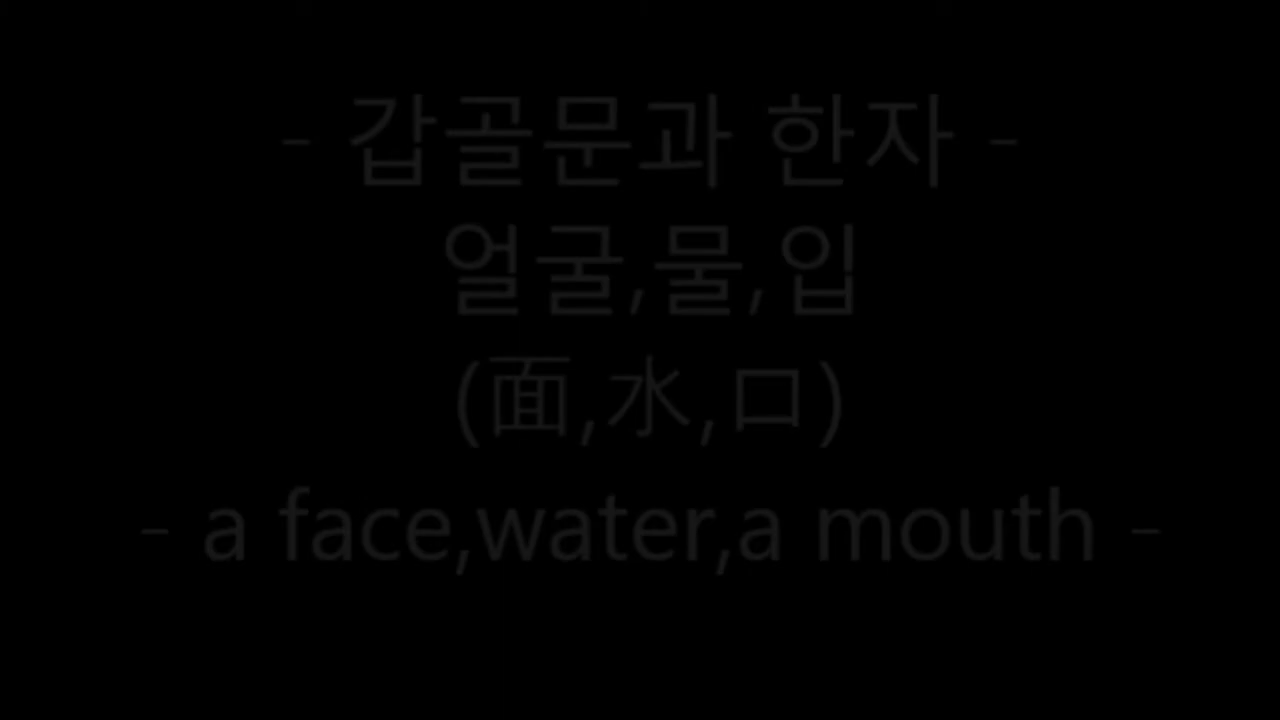 - 갑골문과 한자 -
얼굴,물,입
(面,水,口)
- a face,water,a mouth -